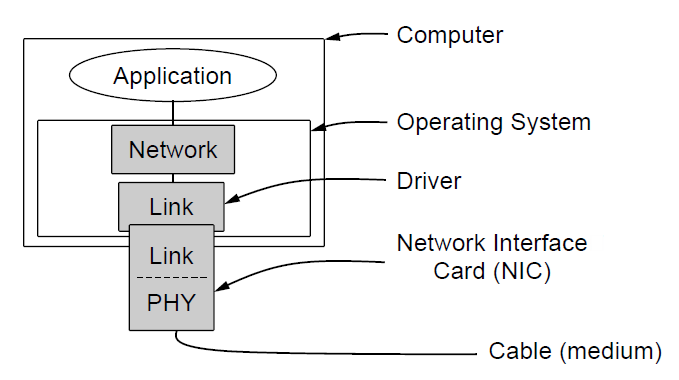 Computer
Application
Operating System
Network
Driver
Link
Network Interface
Card (NIC)
Link
PHY
Cable (medium)